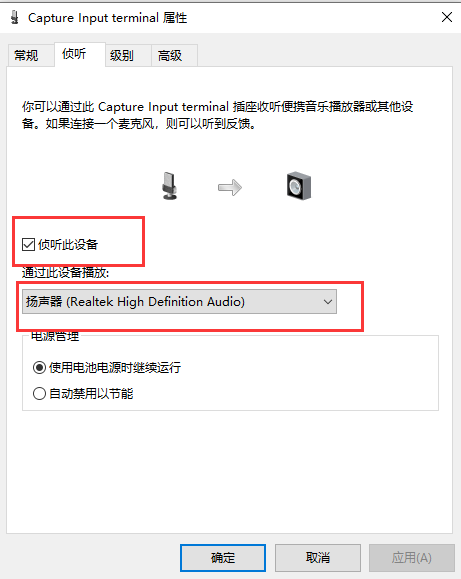 Capture Input terminal 属性
常规
侦听
级别
高级
你可以通过此 Capture Input terminal 插座收听便携音乐播放器或其他设
备。如果连接一个麦克风，则可以听到反馈。
侦听此设备
通过此设备播放:
扬声器 (Realtek High Definition Audio)
电源管理
使用电池电源时继续运行
自动禁用以节能
确定
取消
应用(A)